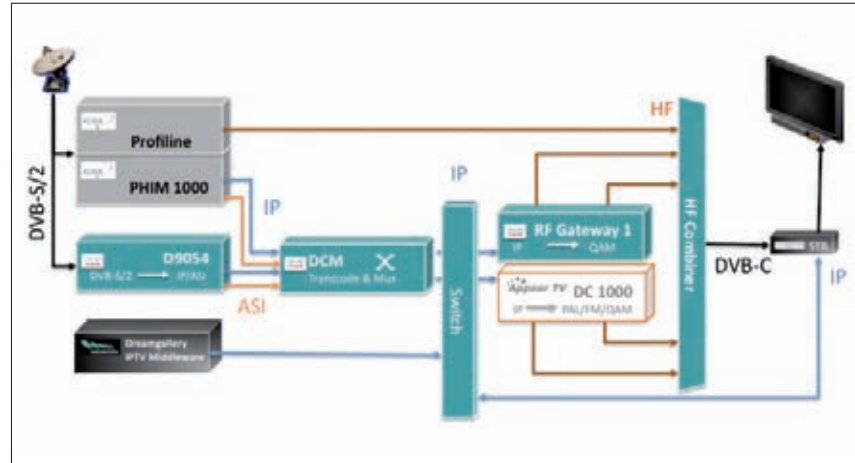 DVB-S/2
Profiline
PHIM 1000
IP
D9054
DVB-S/2
IP/ASI
ASI
DCM
Transcode & Mux
Dreamgallery
IPTV Middleware
IP
Switch
RF Gateway 1
IP
QAM
Appear TV
DC 1000
IP
PAL/FM/QAM
HF
HF Combiner
DVB-C
STB
IP